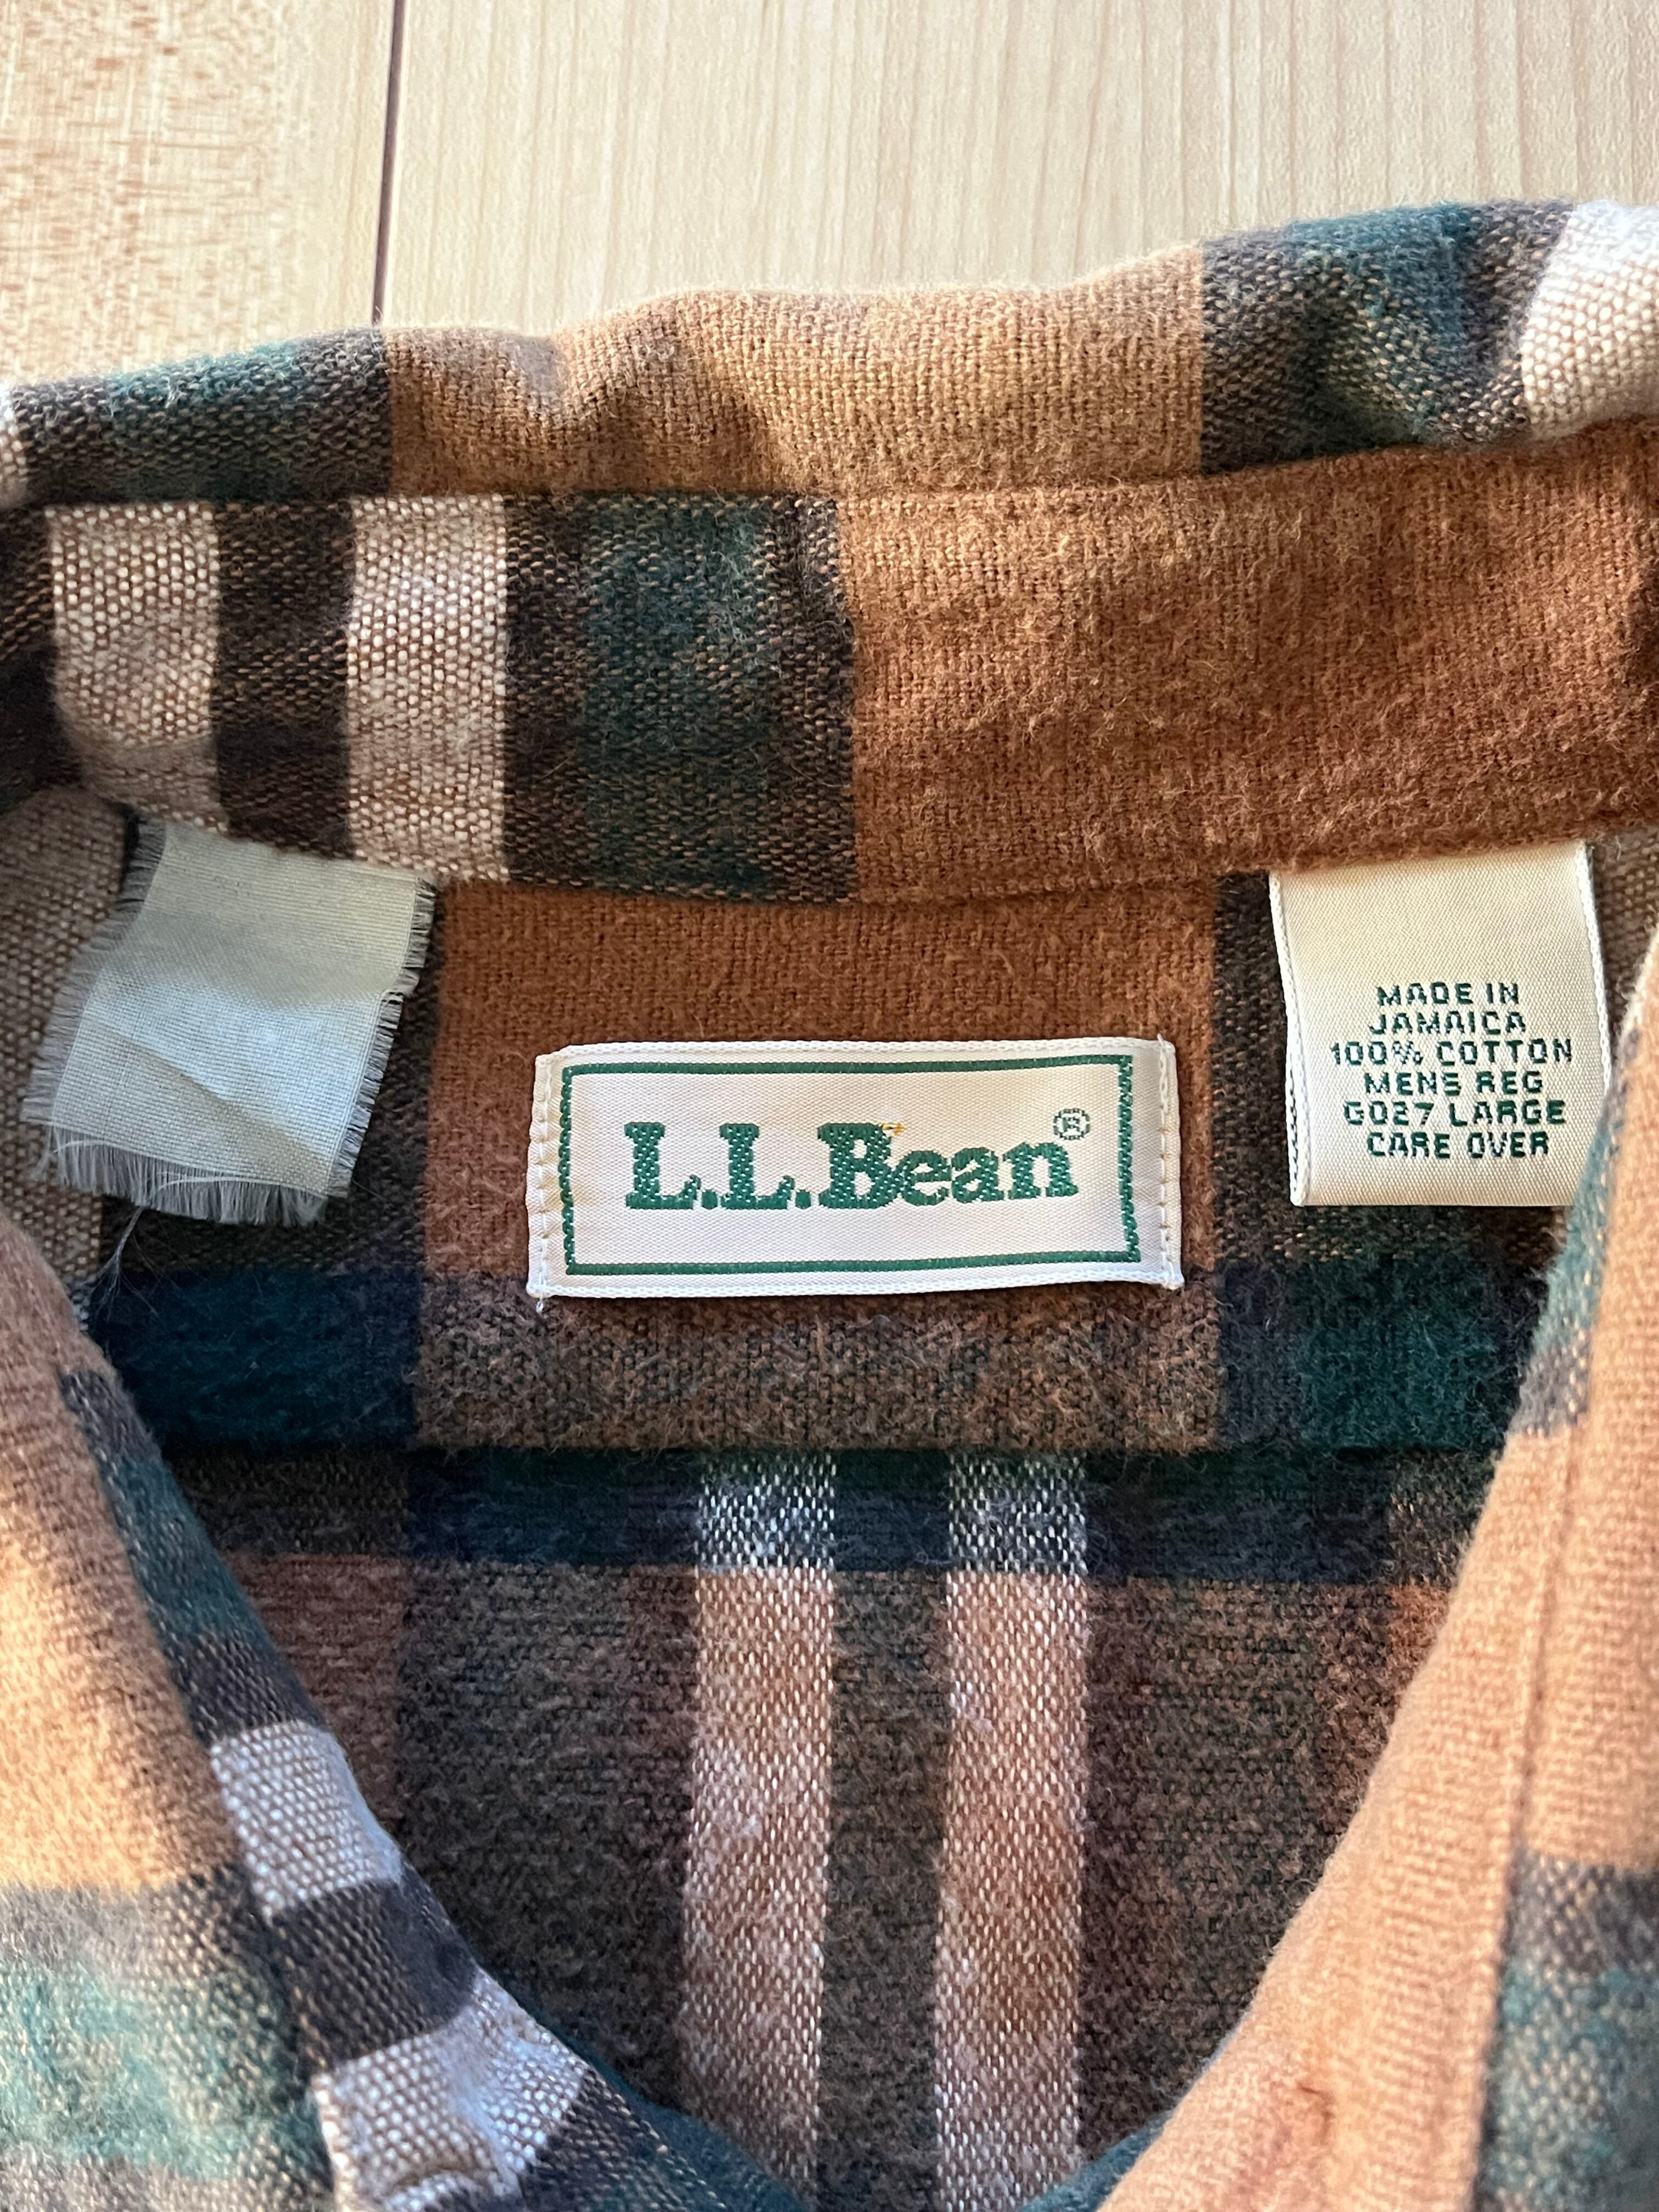 L.L.Bean®
MADE IN
JAMAICA
100% COTTON
MENS REG
G027 LARGE
CARE OVER